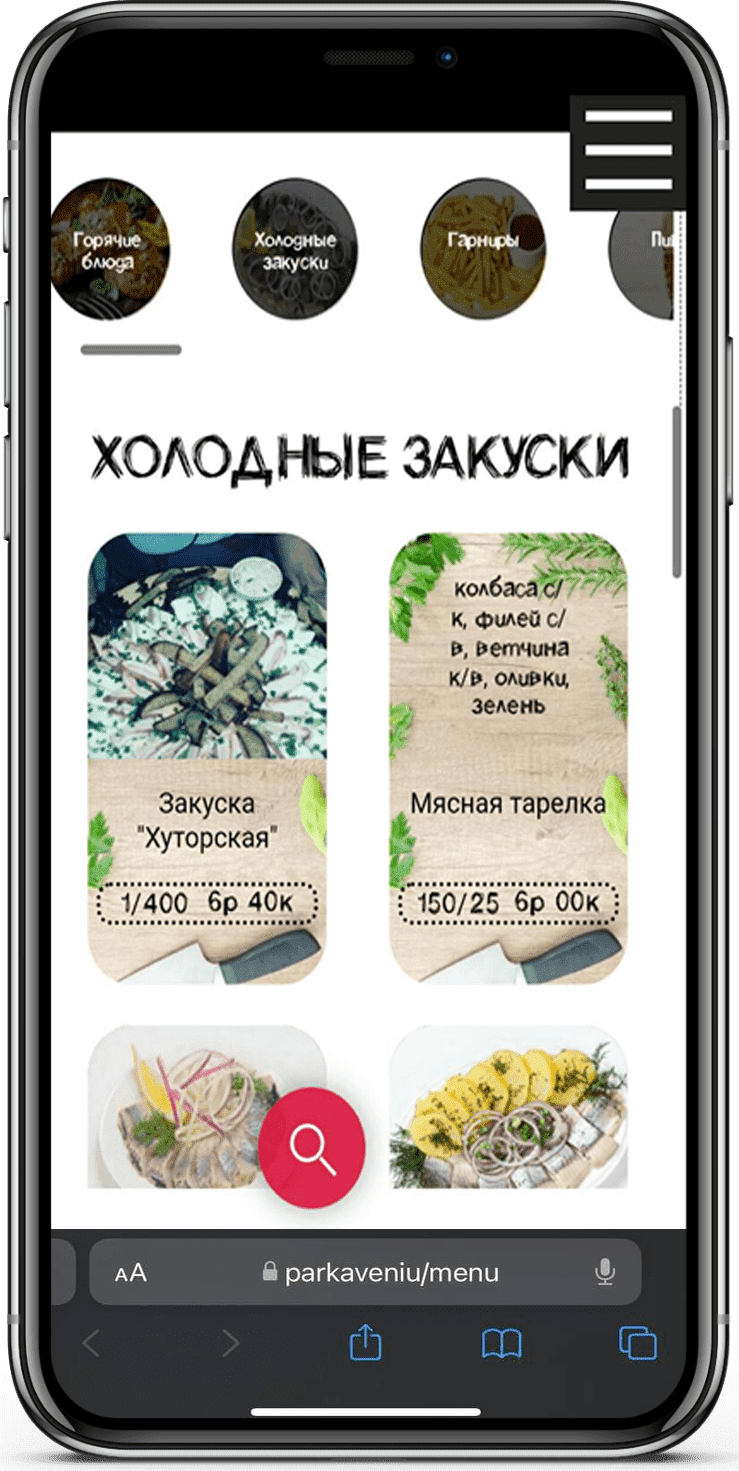 Горячие
блюда
Холодные
закуски
Гарниры
ХОЛОДНЫЕ ЗАКУСКИ
колбаса с/
к, филей с/
в, ветчина
к/в, оливки,
зелень
Закуска
"Хуторская"
Мясная тарелка
1/400 6р 40к
150/25 6р 00к
AA
parkaveniu/menu